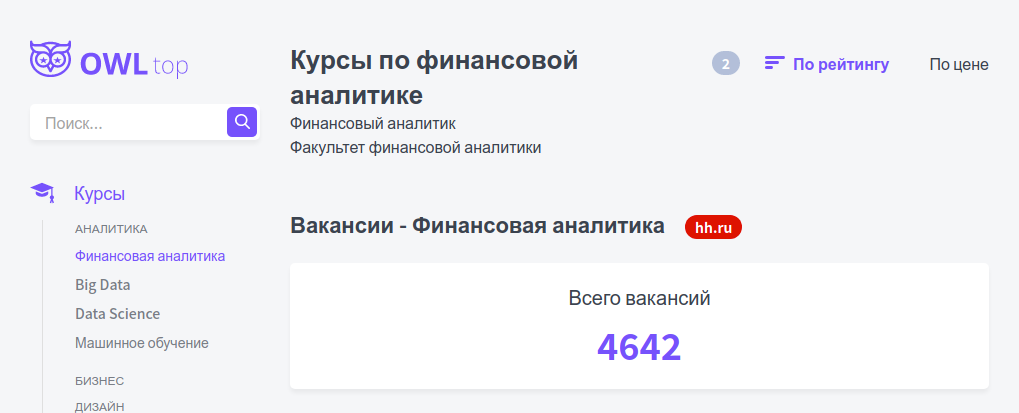 OWL top
Поиск...
Курсы
АНАЛИТИКА
Финансовая аналитика
Big Data
Data Science
Машинное обучение
БИЗНЕС
ДИЗАЙН
Курсы по финансовой
аналитике
2
По рейтингу
По цене
Финансовый аналитик
Факультет финансовой аналитики
Вакансии - Финансовая аналитика
hh.ru
Всего вакансий
4642